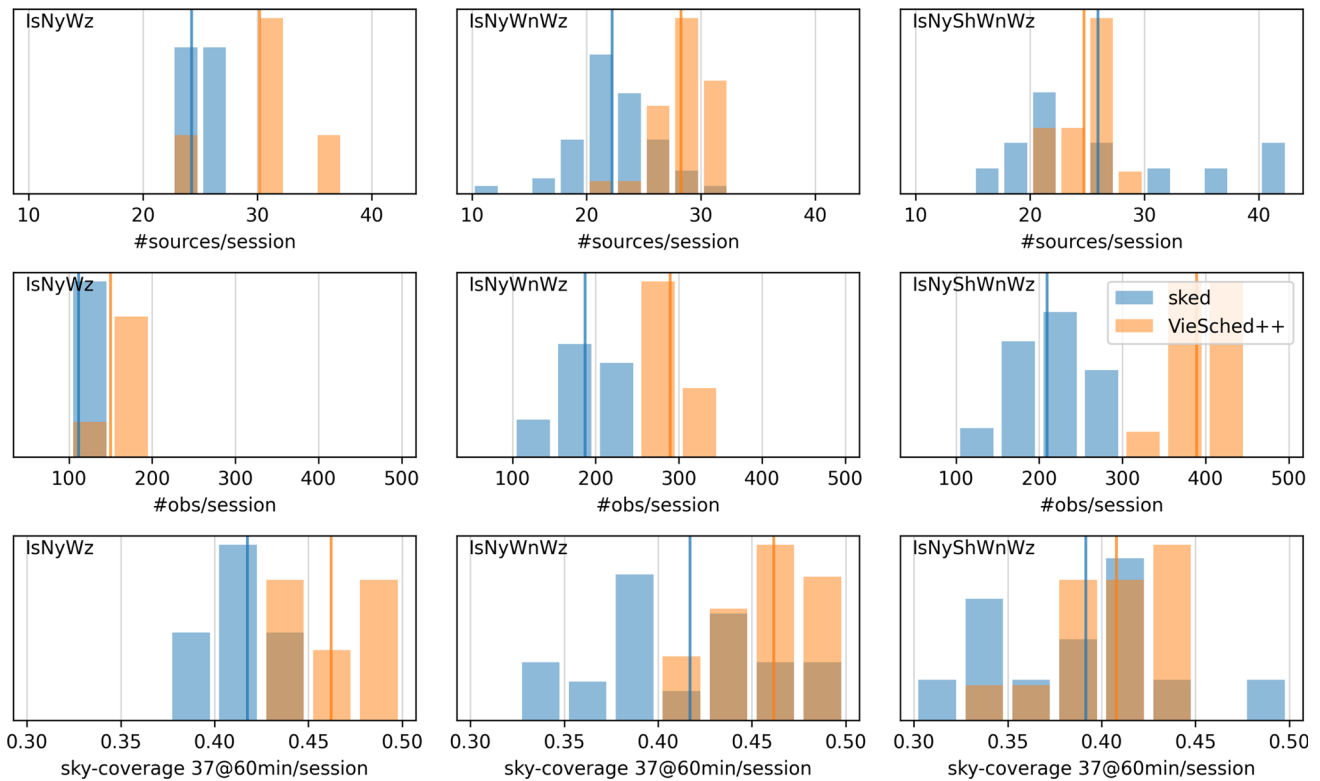 IsNyWz
IsNyWnWz
IsNyShWnWz
10 20 30 40
10 20 30 40
10 20 30 40
#sources/session
#sources/session
#sources/session
IsNyWz
IsNyWnWz
IsNyShWnWz
sked
VieSched++
100 200 300 400 500
100 200 300 400 500
100 200 300 400 500
#obs/session
#obs/session
#obs/session
IsNyWz
IsNyWnWz
IsNyShWnWz
0.30 0.35 0.40 0.45 0.50
0.30 0.35 0.40 0.45 0.50
0.30 0.35 0.40 0.45 0.50
sky-coverage 37@60min/session
sky-coverage 37@60min/session
sky-coverage 37@60min/session